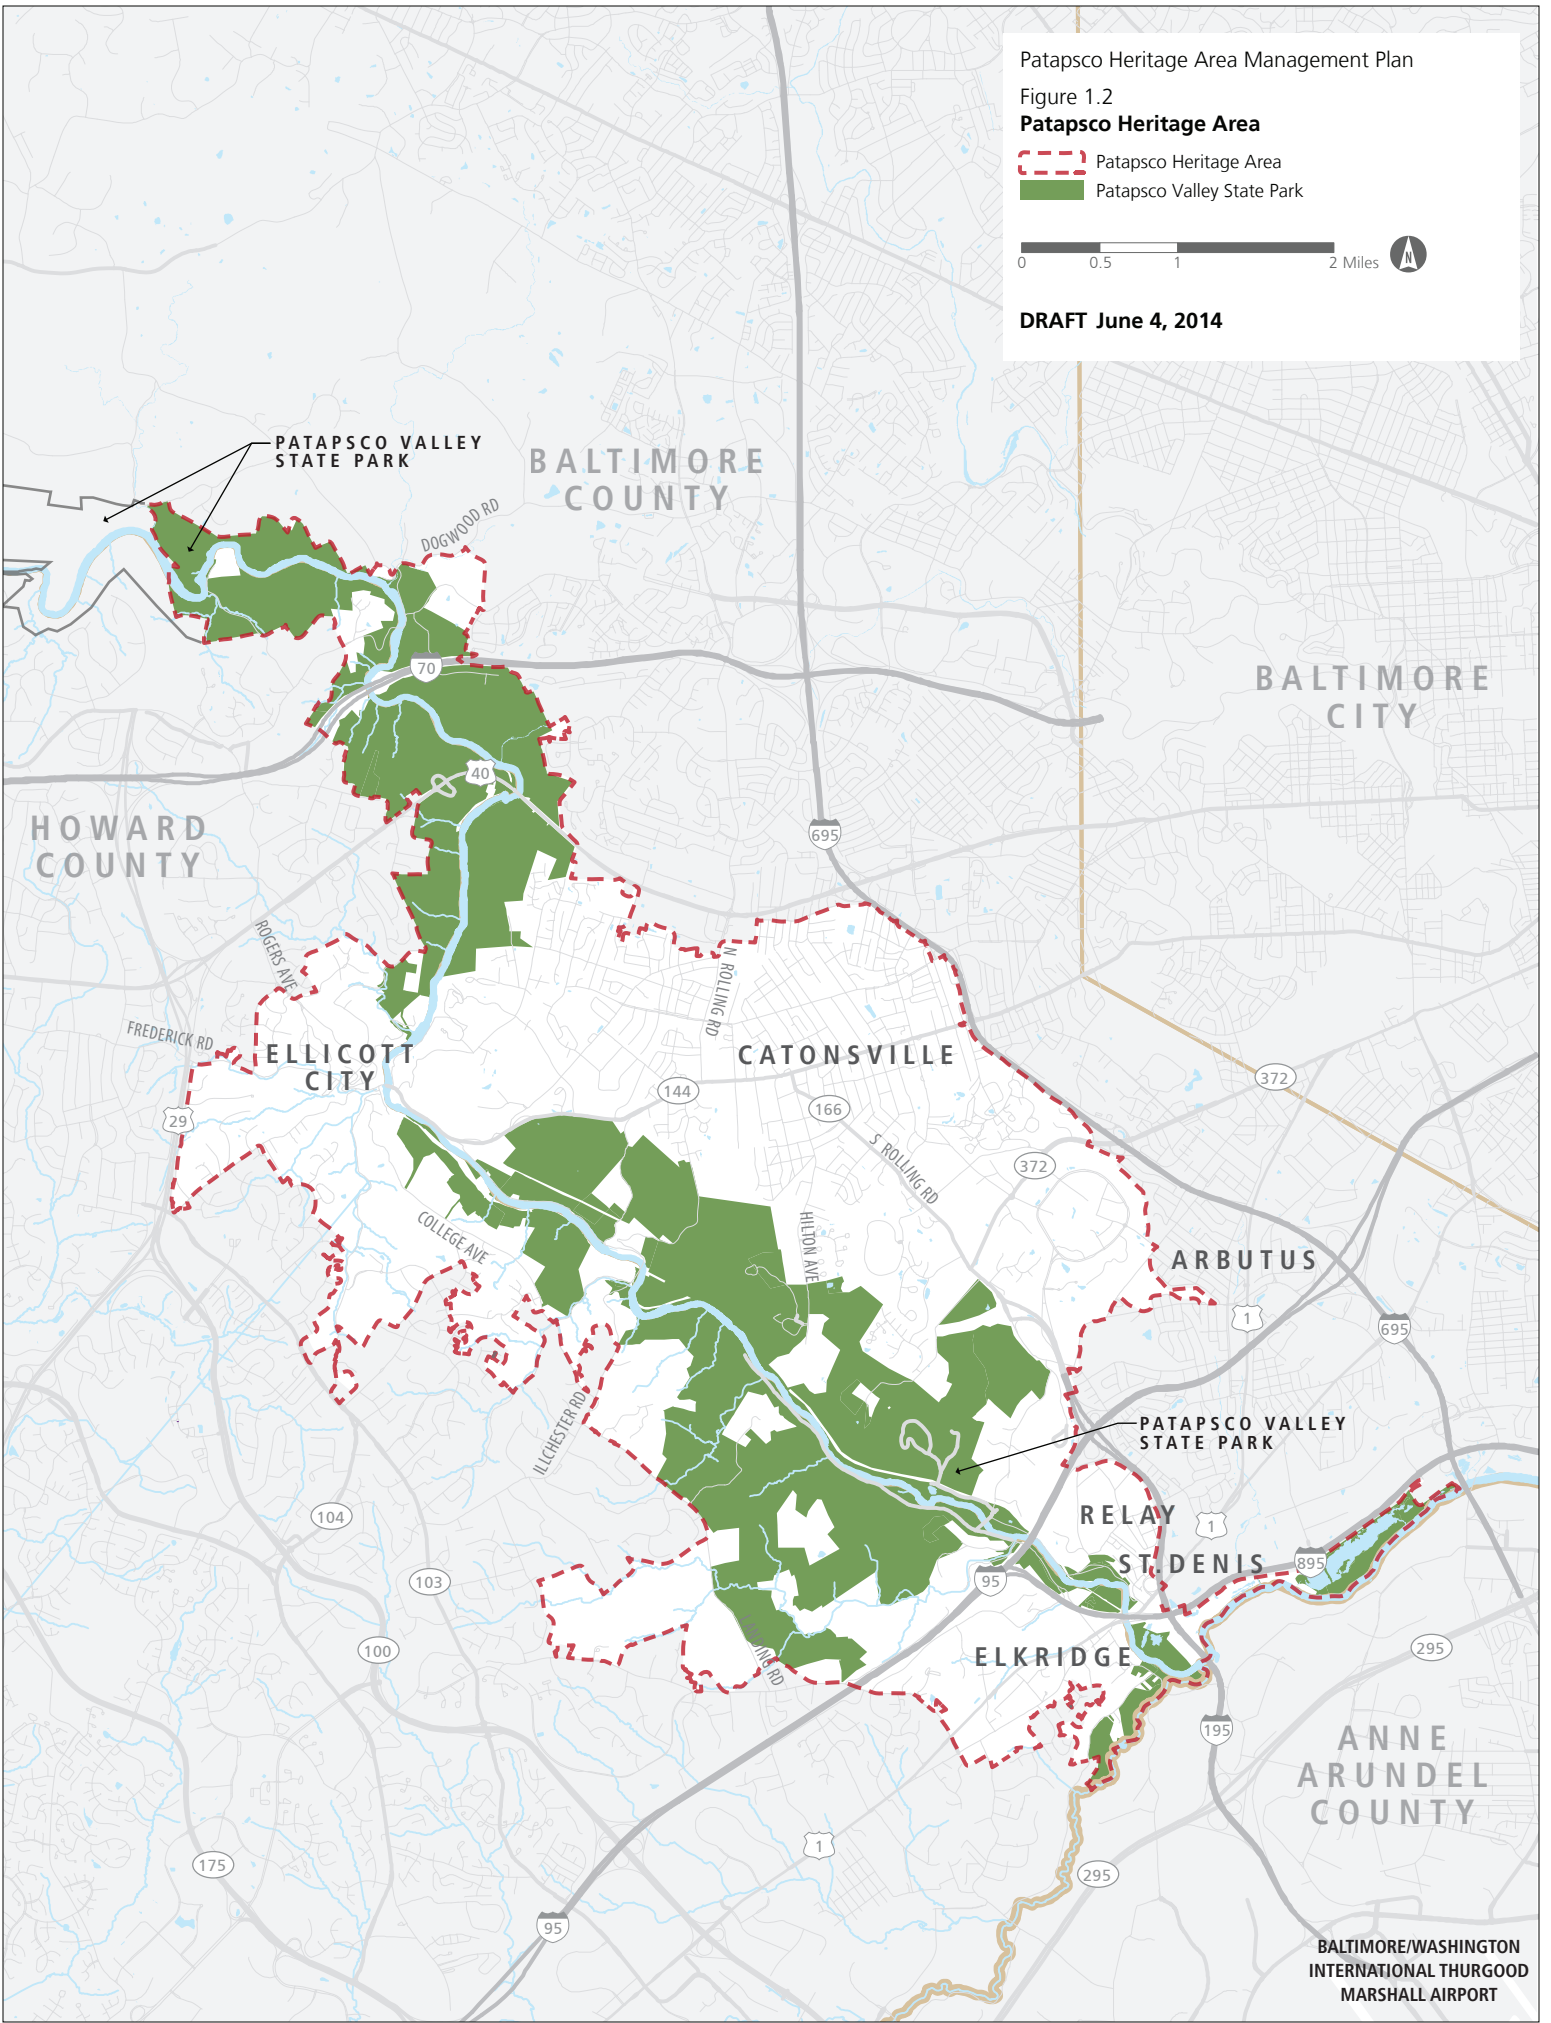 Patapsco Heritage Area Management Plan
Figure 1.2
Patapsco Heritage Area
Patapsco Heritage Area
Patapsco Valley State Park
0 0.5 1 2 Miles
N
DRAFT June 4, 2014
PATAPSCO VALLEY
STATE PARK
BALTIMORE
COUNTY
DOGWOOD RD
70
BALTIMORE
CITY
40
HOWARD
COUNTY
695
ROGERS AVE
N ROLLING RD
FREDERICK RD
ELLICOTT
CITY
CATONSVILLE
372
144
166
29
S ROLLING RD
372
COLLEGE AVE
HILTON AVE
ARBUTUS
1
695
ILLCHESTER RD
PATAPSCO VALLEY
STATE PARK
104
RELAY
1
ST. DENIS
895
103
95
100
LANDING RD
ELKRIDGE
295
195
ANNE
ARUNDEL
COUNTY
1
175
295
95
BALTIMORE/WASHINGTON
INTERNATIONAL THURGOOD
MARSHALL AIRPORT